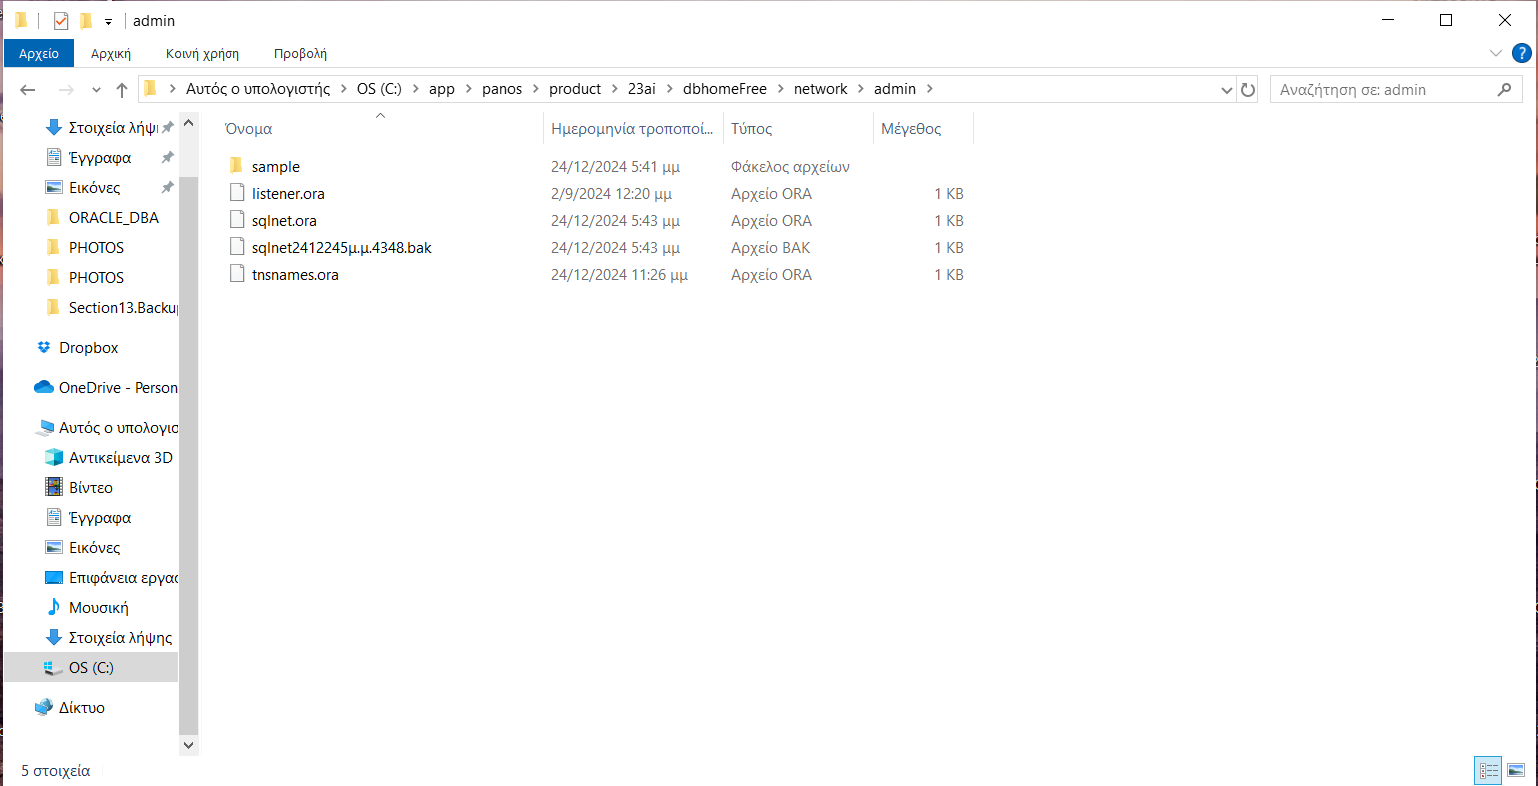 admin
Αρχείο Αρχική Κοινή χρήση Προβολή
Αυτός ο υπολογιστής OS (C:) app panos product 23ai dbhomeFree network admin
Αναζήτηση σε: admin
Στοιχεία λήψ
Έγγραφα
Εικόνες
ORACLE_DBA
PHOTOS
PHOTOS
Section13.Backu
Dropbox
OneDrive - Person
Αυτός ο υπολογισ
Αντικείμενα 3D
Βίντεο
Έγγραφα
Εικόνες
Επιφάνεια εργασ
Μουσική
Στοιχεία λήψης
OS (C:)
Δίκτυο
Όνομα Ημερομηνία τροποποί... Τύπος Μέγεθος
sample 24/12/2024 5:41 μμ Φάκελος αρχείων
listener.ora 2/9/2024 12:20 μμ Αρχείο ORA 1 KB
sqlnet.ora 24/12/2024 5:43 μμ Αρχείο ORA 1 KB
sqlnet2412245μ.μ.4348.bak 24/12/2024 5:43 μμ Αρχείο BAK 1 KB
tnsnames.ora 24/12/2024 11:26 μμ Αρχείο ORA 1 KB
5 στοιχεία